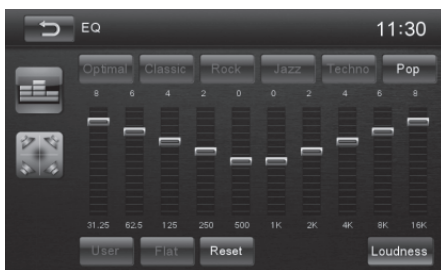 EQ 11:30
Optimal Classic Rock Jazz Techno Pop
8 6 4 2 0 0 2 4 6 8
31.25 62.5 125 250 500 1K 2K 4K 8K 16K
User Flat Reset Loudness